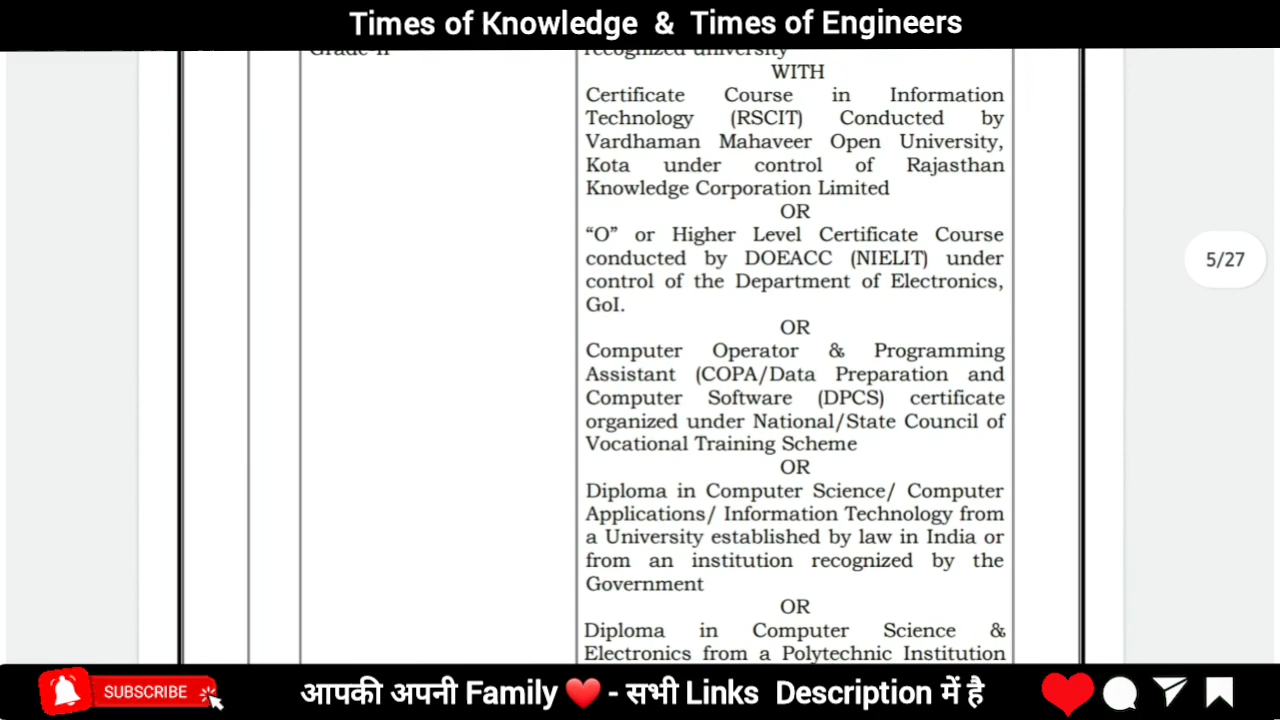 Times of Knowledge & Times of Engineers
Grade-II
recognized university
WITH
Certificate Course in Information
Technology (RSCIT) Conducted by
Vardhaman Mahaveer Open University,
Kota under control of Rajasthan
Knowledge Corporation Limited
OR
“O” or Higher Level Certificate Course
conducted by DOEACC (NIELIT) under
control of the Department of Electronics,
GoI.
OR
Computer Operator & Programming
Assistant (COPA/Data Preparation and
Computer Software (DPCS) certificate
organized under National/State Council of
Vocational Training Scheme
OR
Diploma in Computer Science/ Computer
Applications/ Information Technology from
a University established by law in India or
from an institution recognized by the
Government
OR
Diploma in Computer Science &
Electronics from a Polytechnic Institution
5/27
SUBSCRIBE
आपकी अपनी Family ❤️ - सभी Links Description में है